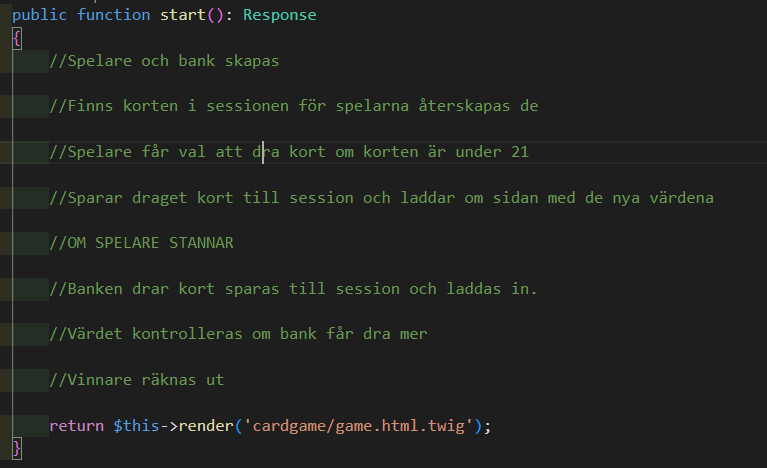 public function start(): Response
{
//Spelare och bank skapas
//Finns korten i sessionen för spelarna återskapas de
//Spelare får val att dra kort om korten är under 21
//Sparar draget kort till session och laddar om sidan med de nya värdena
//OM SPELARE STANNAR
//Banken drar kort sparas till session och laddas in.
//Värdet kontrolleras om bank får dra mer
//Vinnare räknas ut
return $this->render('cardgame/game.html.twig');
}